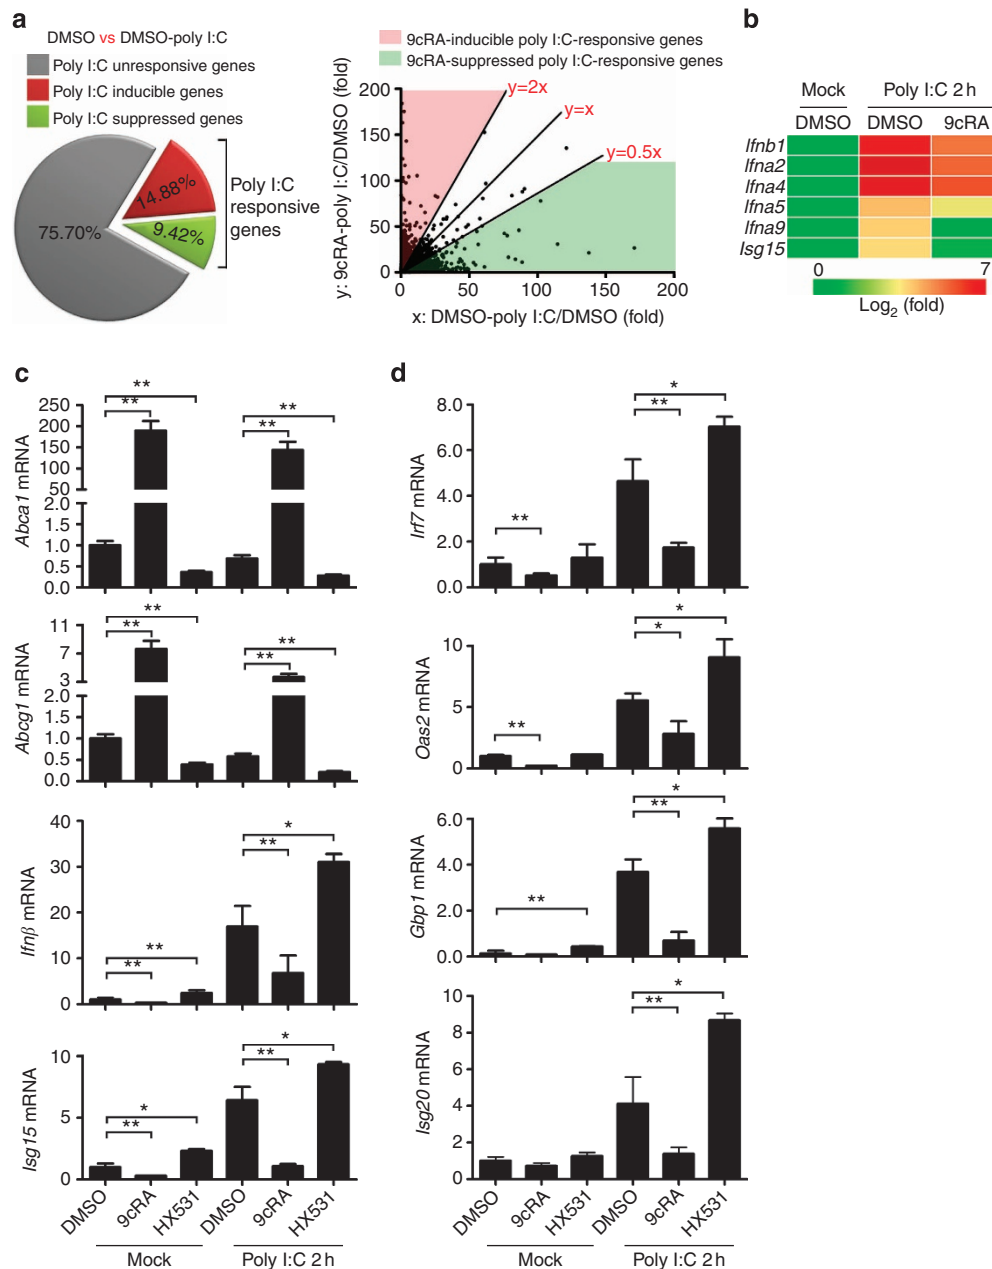 a
DMSO vs DMSO-poly I:C
Poly I:C unresponsive genes
Poly I:C inducible genes
Poly I:C suppressed genes
75.70%
14.88%
9.42%
Poly I:C
responsive
genes
9cRA-inducible poly I:C-responsive genes
9cRA-suppressed poly I:C-responsive genes
y: 9cRA-poly I:C/DMSO (fold)
200
150
100
50
0
y=2x
y=x
y=0.5x
0 50 100 150 200
x: DMSO-poly I:C/DMSO (fold)
b
Mock Poly I:C 2 h
DMSO DMSO 9cRA
Ifnb1
Ifna2
Ifna4
Ifna5
Ifna9
Isg15
0 7
Log2 (fold)
c
Abca1 mRNA
250
200
150
100
50
2.0
1.5
1.0
0.5
0.0
** ** ** **
Abcg1 mRNA
11
7
3
2.0
1.5
1.0
0.5
0.0
** ** ** **
Ifnβ mRNA
40
30
20
10
0
** ** ** *
Isg15 mRNA
10
5
0
** * ** *
DMSO 9cRA HX531 DMSO 9cRA HX531
Mock Poly I:C 2 h
d
Irf7 mRNA
8.0
6.0
4.0
2.0
0.0
** ** *
Oas2 mRNA
10
5
0
** * *
Gbp1 mRNA
6.0
4.0
2.0
0.0
** ** *
Isg20 mRNA
10
8
6
4
2
0
** *
DMSO 9cRA HX531 DMSO 9cRA HX531
Mock Poly I:C 2 h